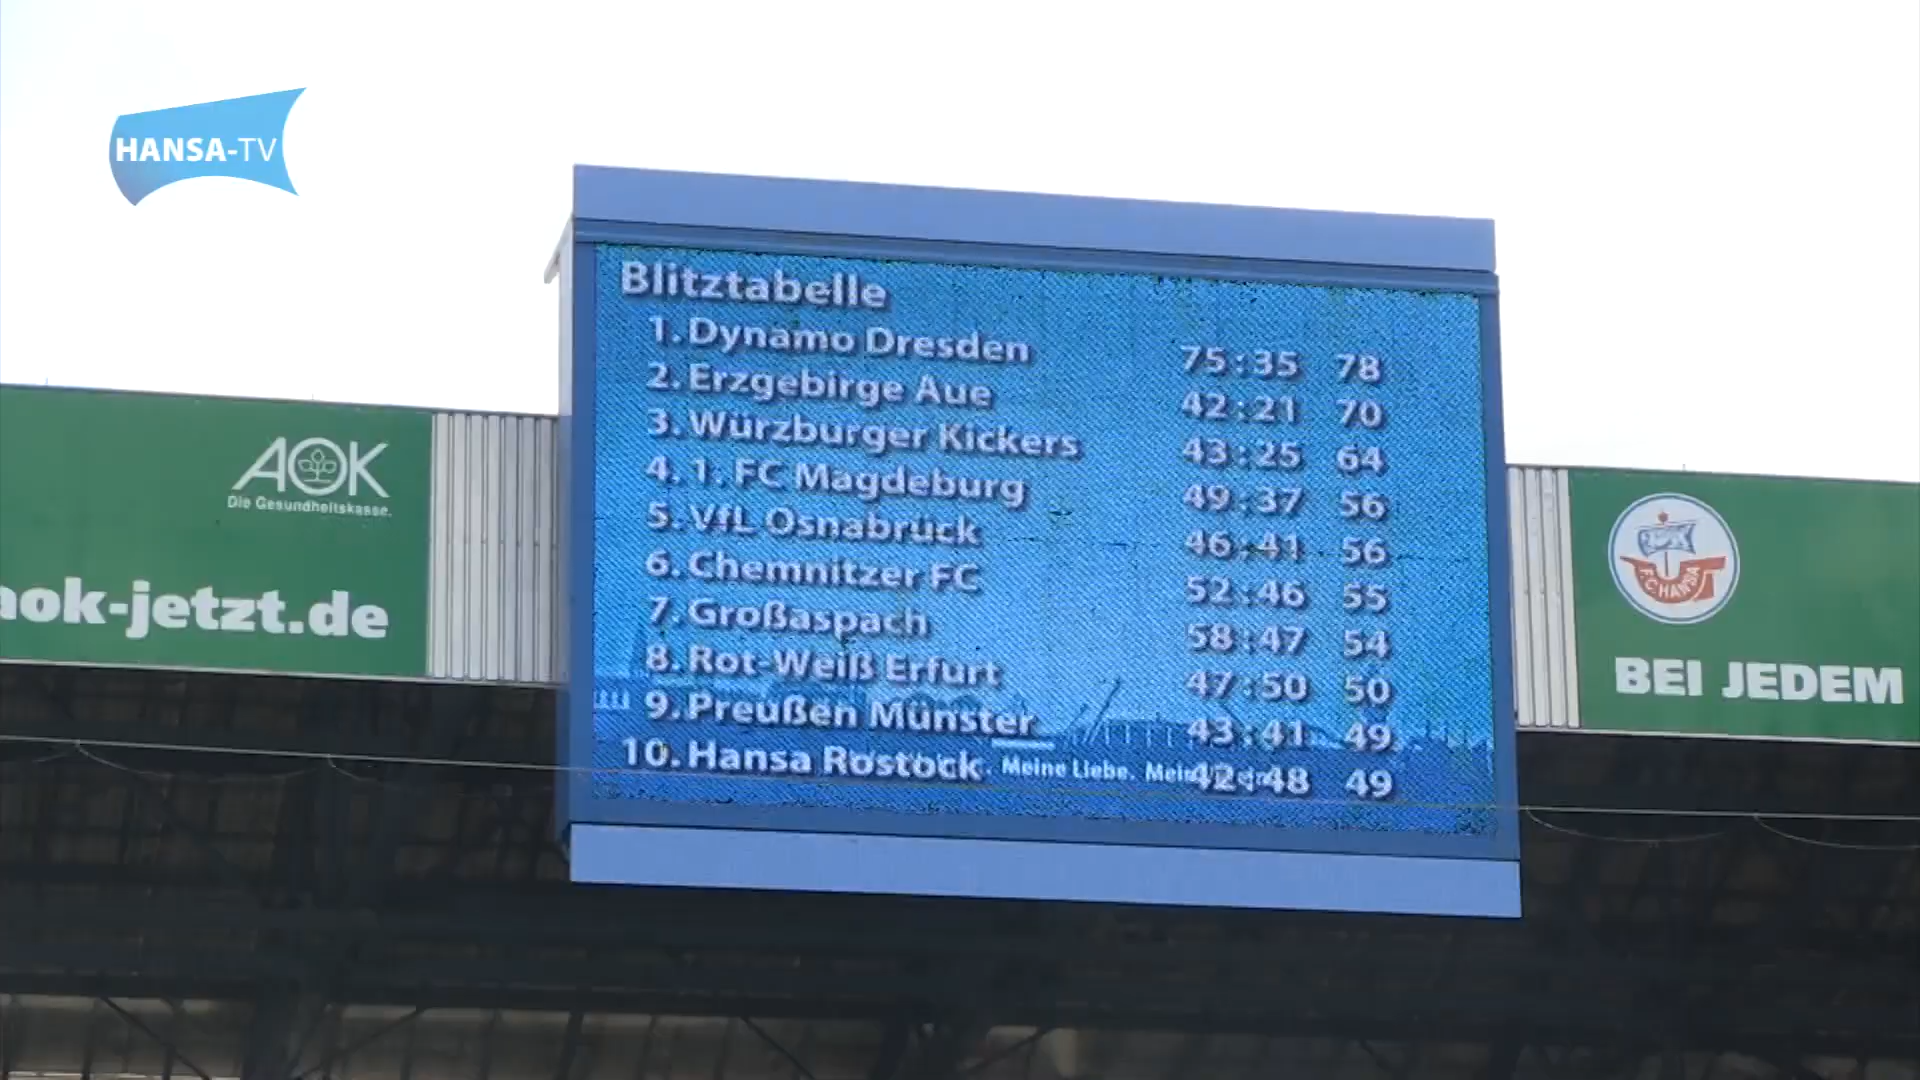 HANSA-TV
Blitztabelle
1. Dynamo Dresden 75:35 78
2. Erzgebirge Aue 42:21 70
3. Würzburger Kickers 43:25 64
4. 1. FC Magdeburg 49:37 56
5. VfL Osnabrück 46:41 56
6. Chemnitzer FC 52:46 55
7. Großaspach 58:47 54
8. Rot-Weiß Erfurt 47:50 50
9. Preußen Münster 43:41 49
10. Hansa Rostock 42:48 49
Meine Liebe.
AOK
Die Gesundheitskasse.
aok-jetzt.de
F.C. HANSA
BEI JEDEM